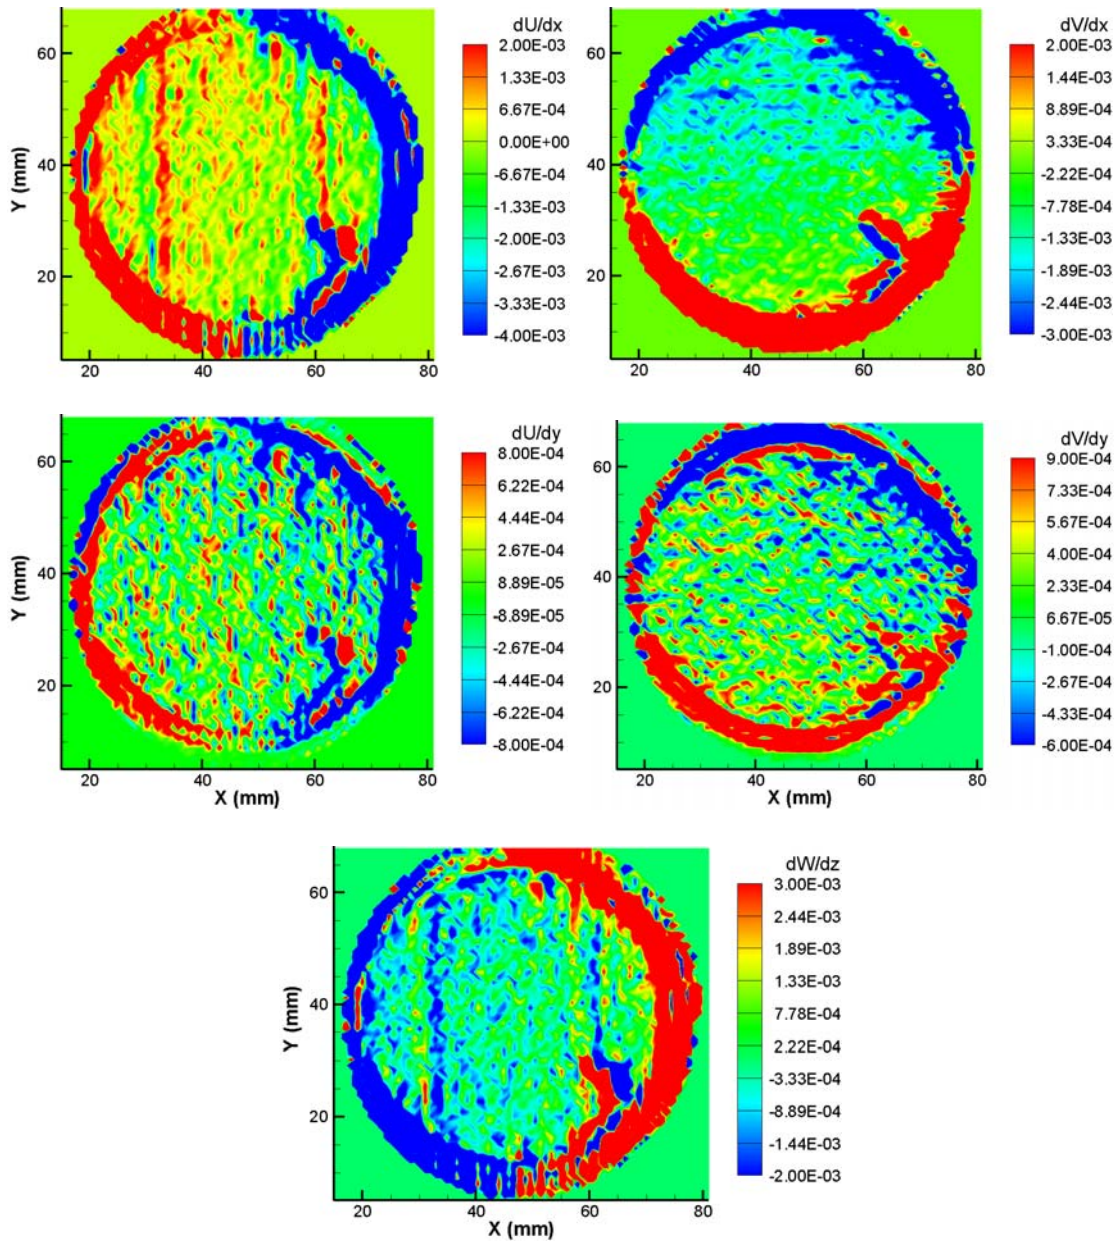 dU/dx
2.00E-03
1.33E-03
6.67E-04
0.00E+00
-6.67E-04
-1.33E-03
-2.00E-03
-2.67E-03
-3.33E-03
-4.00E-03
Y (mm)
60
40
20
20
40
60
80
dV/dx
2.00E-03
1.44E-03
8.89E-04
3.33E-04
-2.22E-04
-7.78E-04
-1.33E-03
-1.89E-03
-2.44E-03
-3.00E-03
60
40
20
20
40
60
80
dU/dy
8.00E-04
6.22E-04
4.44E-04
2.67E-04
8.89E-05
-8.89E-05
-2.67E-04
-4.44E-04
-6.22E-04
-8.00E-04
Y (mm)
60
40
20
20
40
60
80
X (mm)
dV/dy
9.00E-04
7.33E-04
5.67E-04
4.00E-04
2.33E-04
6.67E-05
-1.00E-04
-2.67E-04
-4.33E-04
-6.00E-04
60
40
20
20
40
60
80
X (mm)
dW/dz
3.00E-03
2.44E-03
1.89E-03
1.33E-03
7.78E-04
2.22E-04
-3.33E-04
-8.89E-04
-1.44E-03
-2.00E-03
Y (mm)
60
40
20
20
40
60
80
X (mm)